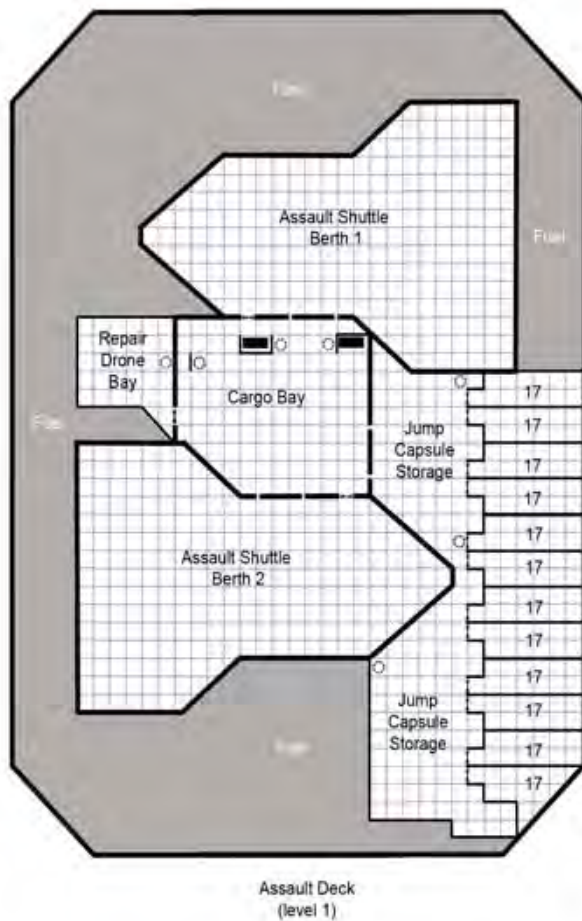 Fuel
Assault Shuttle
Berth 1
Fuel
Repair
Drone
Bay
Cargo Bay
Jump
Capsule
Storage
17
17
17
17
17
17
17
17
17
17
17
17
Fuel
Assault Shuttle
Berth 2
Jump
Capsule
Storage
Fuel
Assault Deck
(level 1)